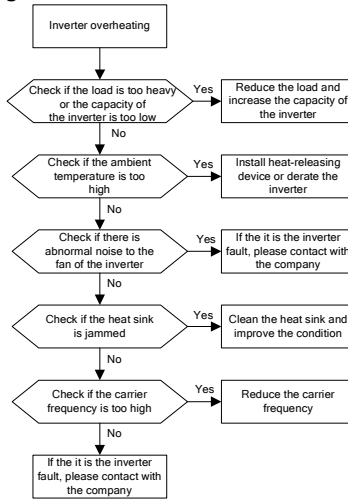 Inverter overheating
Check if the load is too heavy
or the capacity of
the inverter is too low
Yes
Reduce the load and
increase the capacity of
the inverter
No
Check if the ambient
temperature is too
high
Yes
Install heat-releasing
device or derate the
inverter
No
Check if there is
abnormal noise to the
fan of the inverter
Yes
If the it is the inverter
fault, please contact with
the company
No
Check if the heat sink
is jammed
Yes
Clean the heat sink and
improve the condition
No
Check if the carrier
frequency is too high
Yes
Reduce the carrier
frequency
No
If the it is the inverter
fault, please contact with
the company